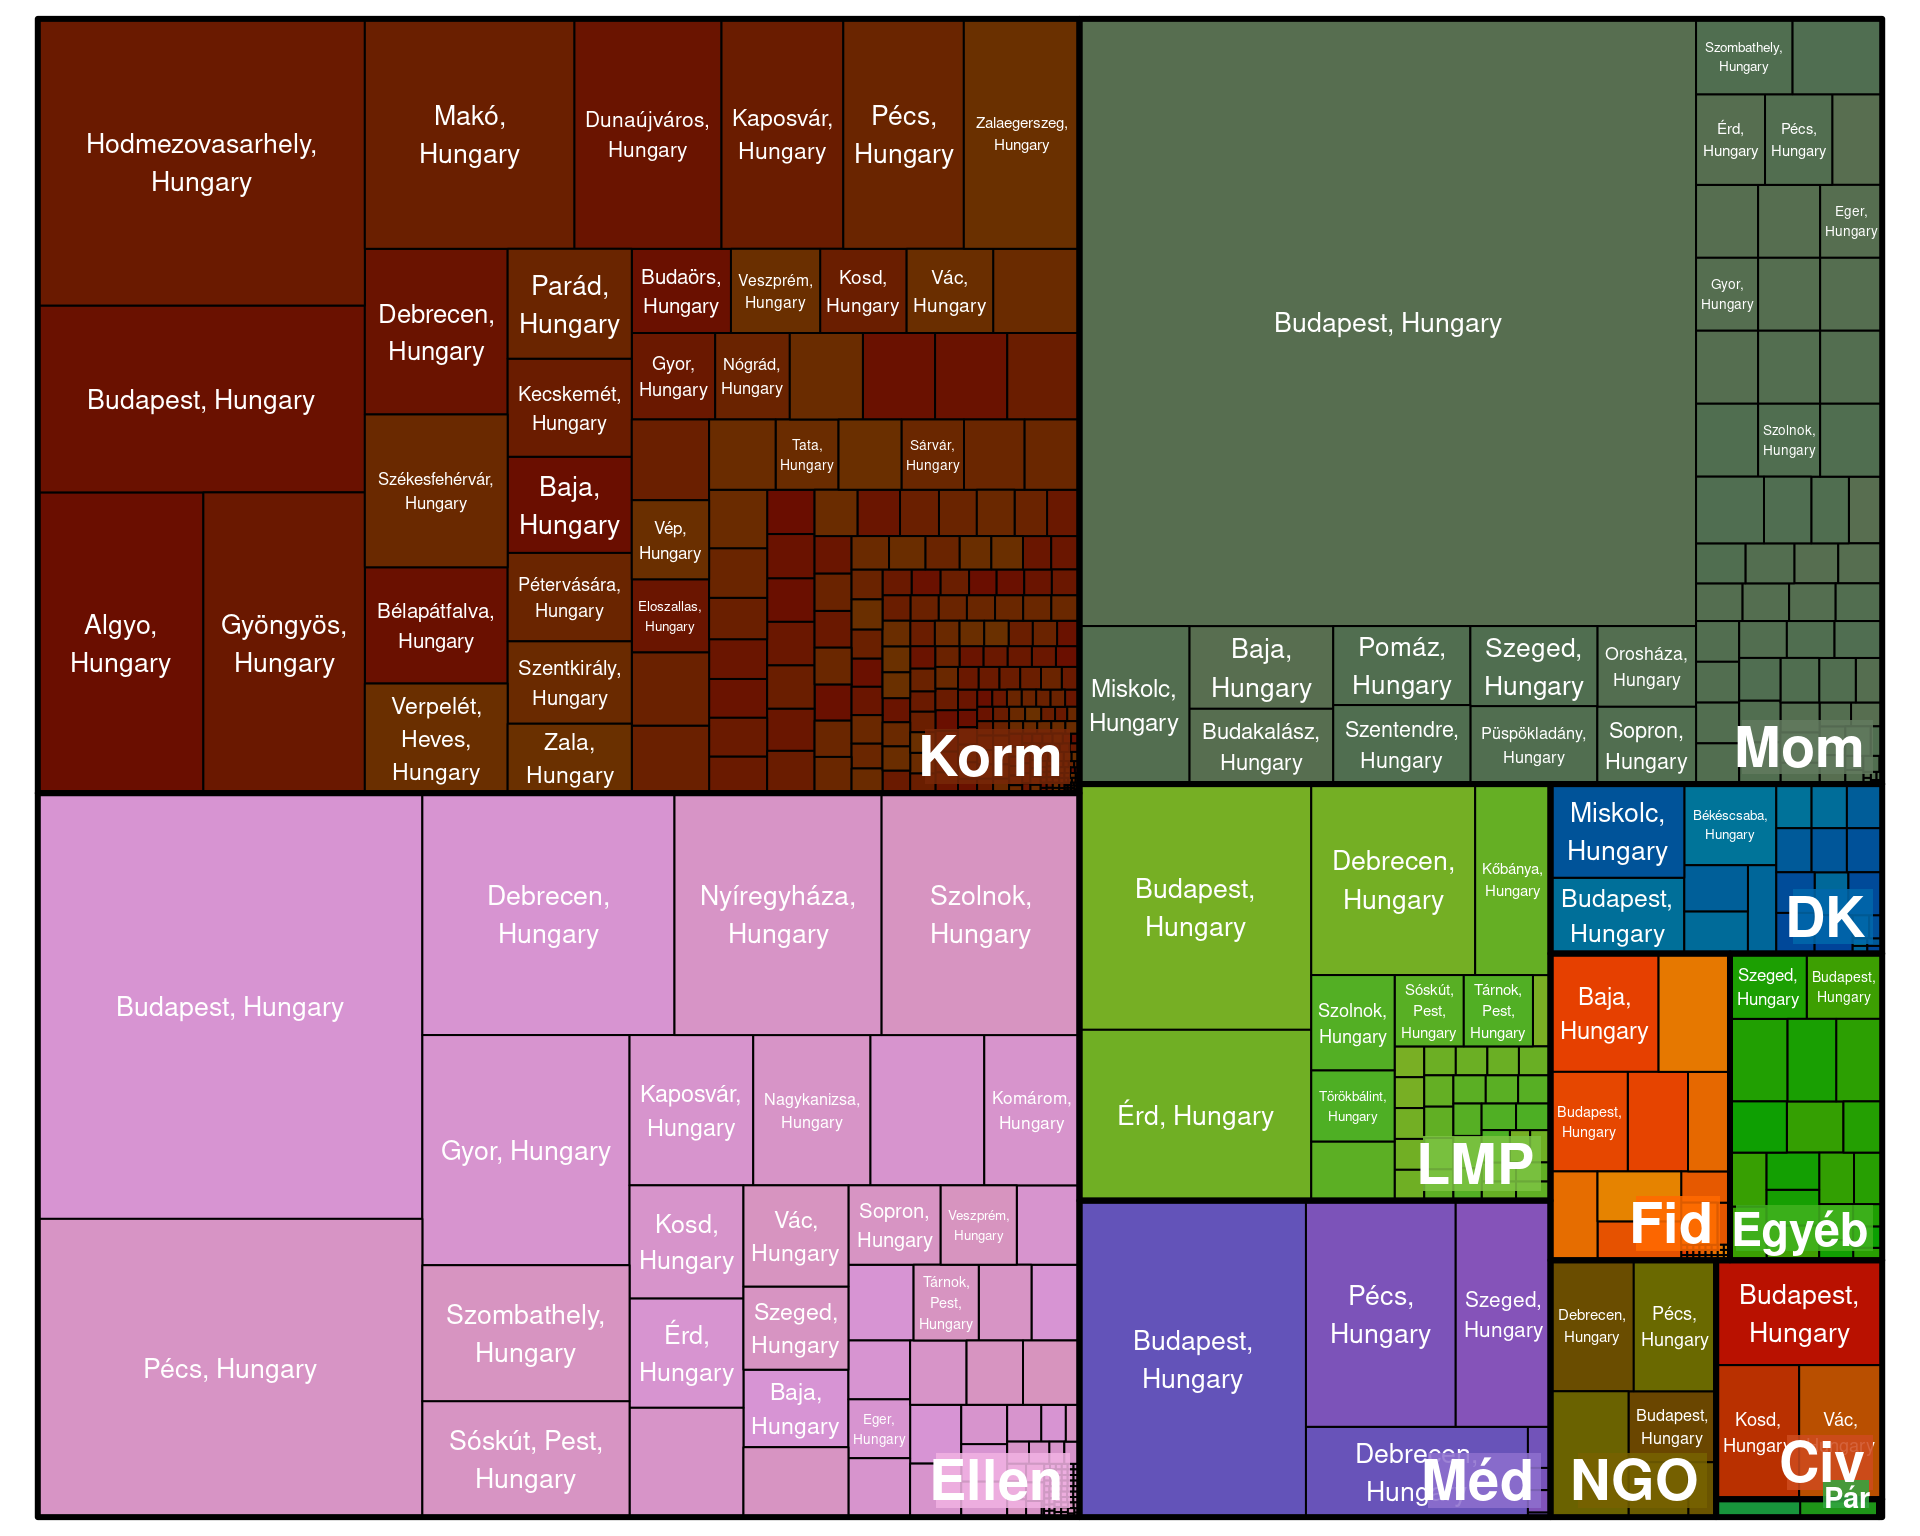 Hodmezovasarhely,
Hungary
Budapest, Hungary
Algyo,
Hungary
Gyöngyös,
Hungary
Makó,
Hungary
Dunaújváros,
Hungary
Kaposvár,
Hungary
Pécs,
Hungary
Zalaegerszeg,
Hungary
Debrecen,
Hungary
Székesfehérvár,
Hungary
Bélapátfalva,
Hungary
Verpelét,
Heves,
Hungary
Parád,
Hungary
Kecskemét,
Hungary
Baja,
Hungary
Pétervására,
Hungary
Szentkirály,
Hungary
Zala,
Hungary
Budaörs,
Hungary
Veszprém,
Hungary
Kosd,
Hungary
Vác,
Hungary
Gyor,
Hungary
Nógrád,
Hungary
Tata,
Hungary
Sárvár,
Hungary
Vép,
Hungary
Eloszallas,
Hungary
Korm
Budapest, Hungary
Miskolc,
Hungary
Baja,
Hungary
Budakalász,
Hungary
Pomáz,
Hungary
Szentendre,
Hungary
Szeged,
Hungary
Püspökladány,
Hungary
Orosháza,
Hungary
Sopron,
Hungary
Szombathely,
Hungary
Érd,
Hungary
Pécs,
Hungary
Eger,
Hungary
Gyor,
Hungary
Szolnok,
Hungary
Mom
Budapest, Hungary
Pécs, Hungary
Debrecen,
Hungary
Nyíregyháza,
Hungary
Szolnok,
Hungary
Gyor, Hungary
Szombathely,
Hungary
Sóskút, Pest,
Hungary
Kaposvár,
Hungary
Nagykanizsa,
Hungary
Komárom,
Hungary
Kosd,
Hungary
Érd,
Hungary
Vác,
Hungary
Szeged,
Hungary
Baja,
Hungary
Sopron,
Hungary
Veszprém,
Hungary
Tárnok,
Pest,
Hungary
Eger,
Hungary
Ellen
Budapest,
Hungary
Érd, Hungary
Debrecen,
Hungary
Kőbánya,
Hungary
Szolnok,
Hungary
Törökbálint,
Hungary
Sóskút,
Pest,
Hungary
Tárnok,
Pest,
Hungary
LMP
Budapest,
Hungary
Pécs,
Hungary
Szeged,
Hungary
Debrecen,
Hungary
Méd
Miskolc,
Hungary
Budapest,
Hungary
Békéscsaba,
Hungary
DK
Baja,
Hungary
Budapest,
Hungary
Fid
Szeged,
Hungary
Budapest,
Hungary
Egyéb
Debrecen,
Hungary
Pécs,
Hungary
Budapest,
Hungary
NGO
Budapest,
Hungary
Kosd,
Hungary
Vác,
Hungary
Civ
Pár